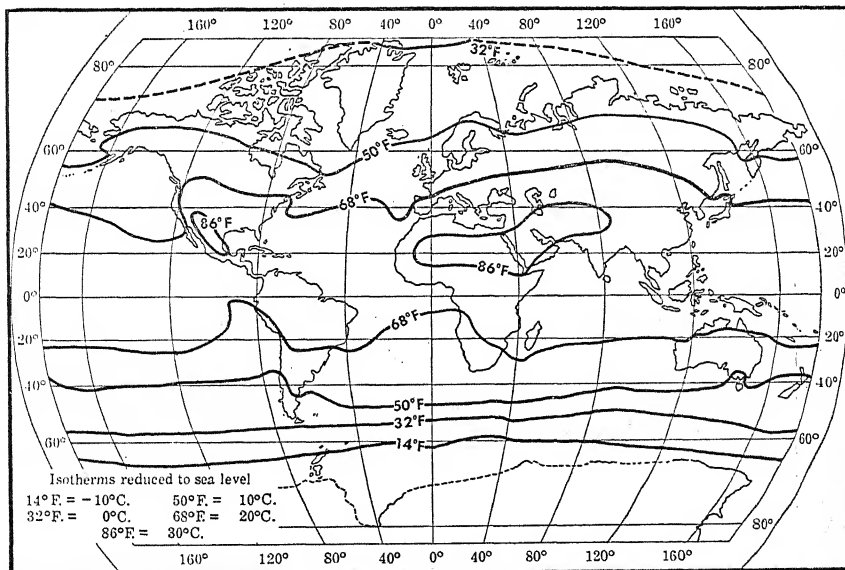 160° 120° 80° 40° 0° 40° 80° 120° 160°
32°F
80° 80°
50°F
60° 60°
68°F
86°F
40° 40°
20° 86°F 20°
0° 0°
68°F
20° 20°
40° 40°
50°F
32°F
60° 14°F 60°
Isotherms reduced to sea level
14°F. = -10°C. 50°F. = 10°C.
32°F. = 0°C. 68°F. = 20°C.
86°F. = 30°C.
80°
160° 120° 80° 40° 0° 40° 80° 120° 160°